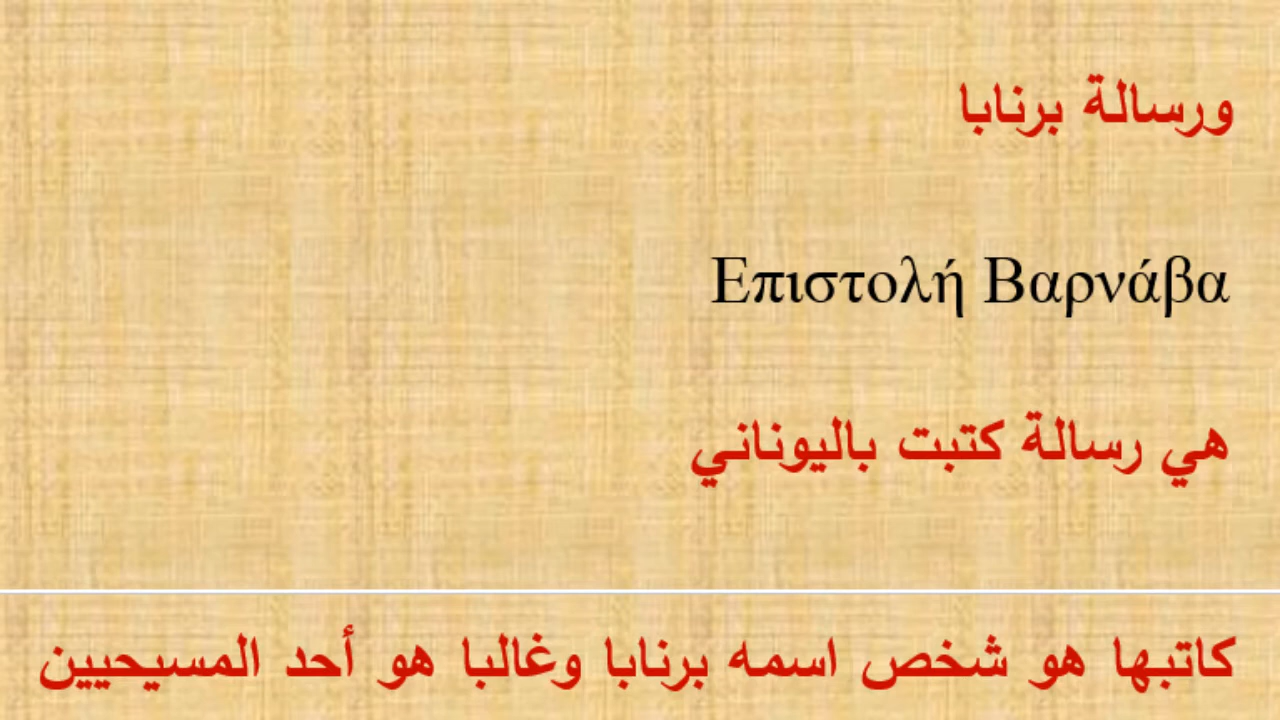 ورسالة برنابا
Επιστολή Βαρνάβα
هي رسالة كتبت باليوناني
كاتبها هو شخص اسمه برنابا وغالبا هو أحد المسيحيين